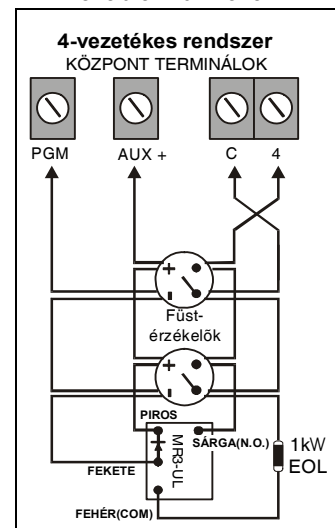 4-vezetékes rendszer
KÖZPONT TERMINÁLOK
PGM AUX + C 4
+
-
Füst-
érzékelők
+
-
PIROS
SÁRGA(N.O.)
MR3-UL
1kW
EOL
FEKETE
FEHÉR(COM)